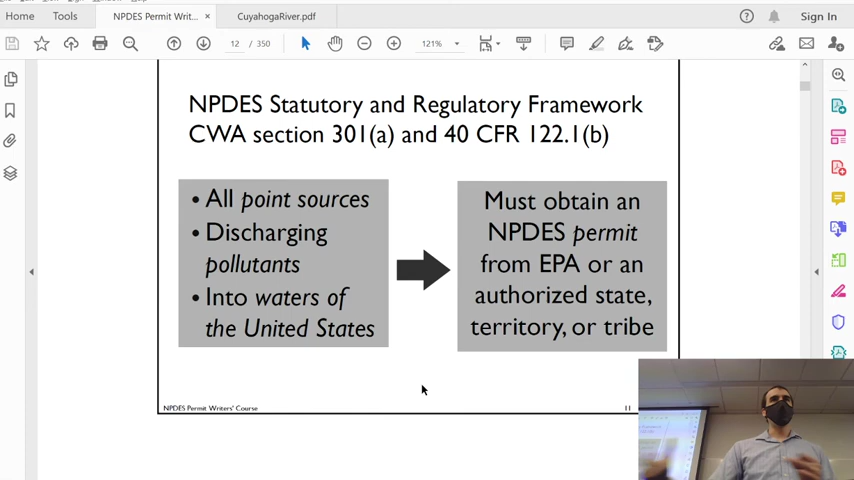 Home Tools NPDES Permit Writ... × CuyahogaRiver.pdf Sign In
12 / 350 121%
NPDES Statutory and Regulatory Framework
CWA section 301(a) and 40 CFR 122.1(b)
• All point sources
• Discharging
pollutants
• Into waters of
the United States
Must obtain an
NPDES permit
from EPA or an
authorized state,
territory, or tribe
NPDES Permit Writers' Course 11